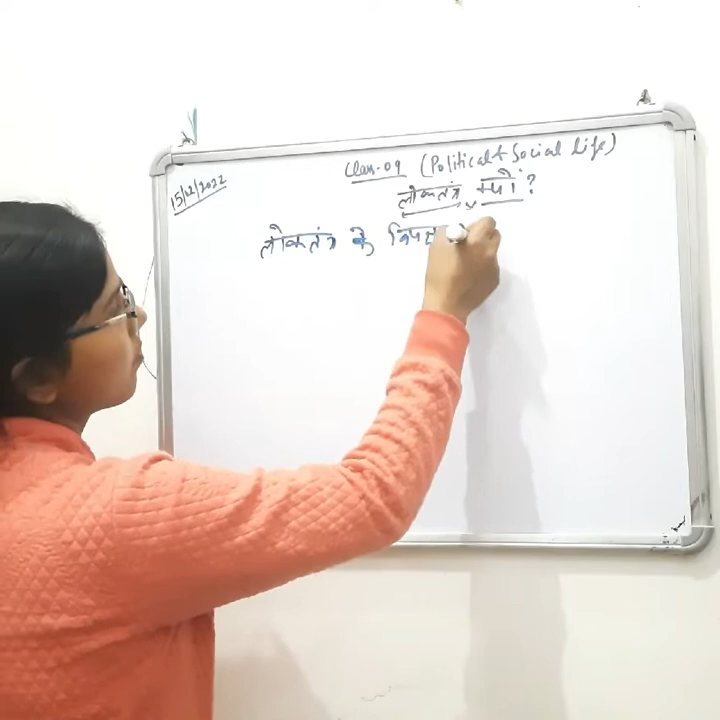 15/12/2022
Class-09 (Political & Social life)
लोकतंत्र क्यों?
लोकतंत्र के